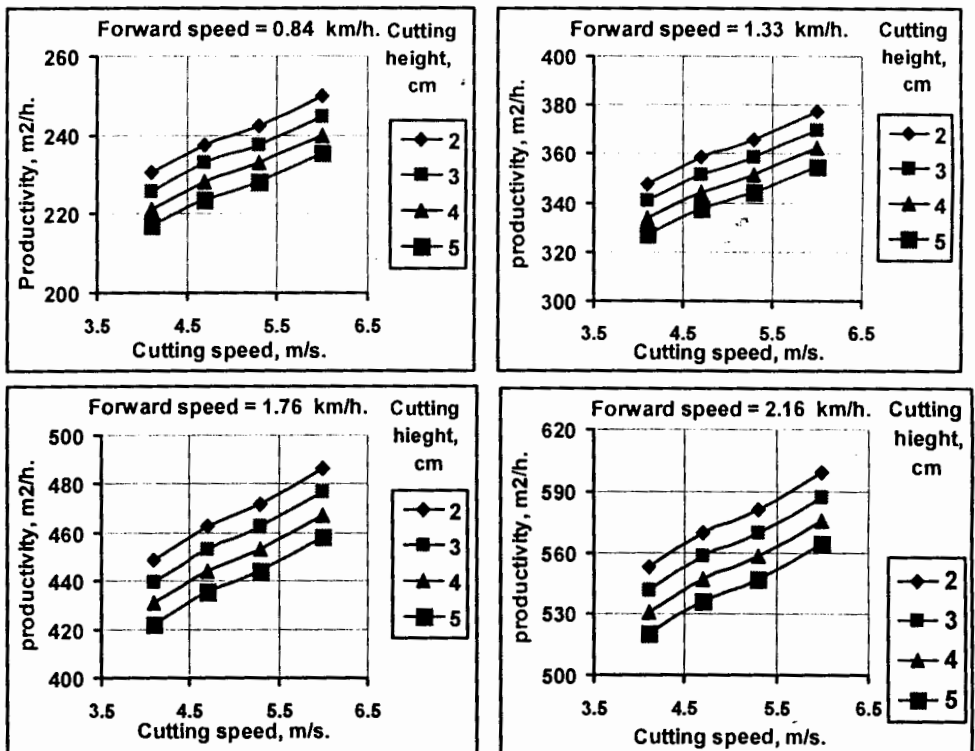 Forward speed = 0.84 km/h. Cutting
height,
cm
Productivity, m2/h.
260
240
220
200
3.5 4.5 5.5 6.5
Cutting speed, m/s.
2
3
4
5
Forward speed = 1.33 km/h. Cutting
height,
cm
productivity, m2/h.
400
380
360
340
320
300
3.5 4.5 5.5 6.5
Cutting speed, m/s.
2
3
4
5
Forward speed = 1.76 km/h. Cutting
hieght,
cm
productivity, m2/h.
500
480
460
440
420
400
3.5 4.5 5.5 6.5
Cutting speed, m/s.
2
3
4
5
Forward speed = 2.16 km/h. Cutting
hieght,
cm
productivity, m2/h.
620
590
560
530
500
3.5 4.5 5.5 6.5
Cutting speed, m/s.
2
3
4
5